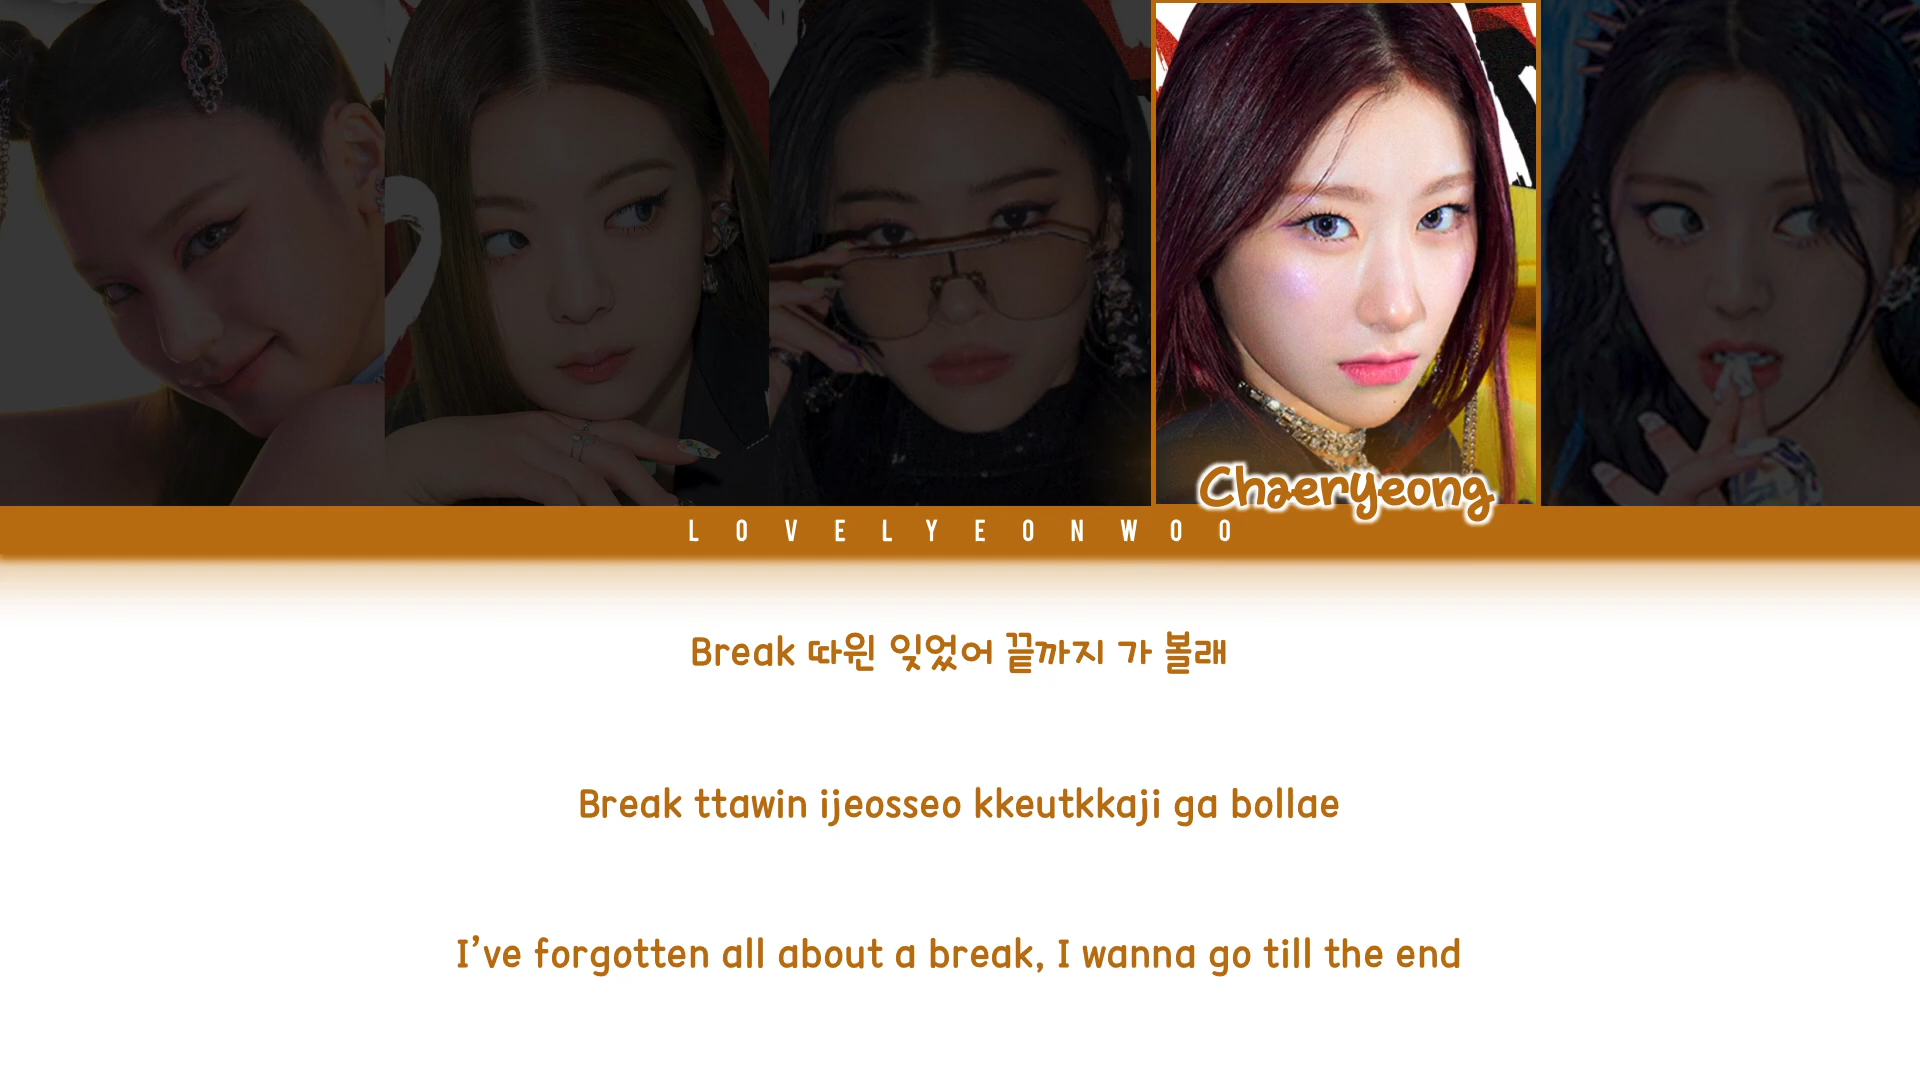 Chaeryeong
LOVELYEONWOO
Break 따윈 잊었어 끝까지 가 볼래
Break ttawin ijeosseo kkeutkkaji ga bollae
I’ve forgotten all about a break, I wanna go till the end